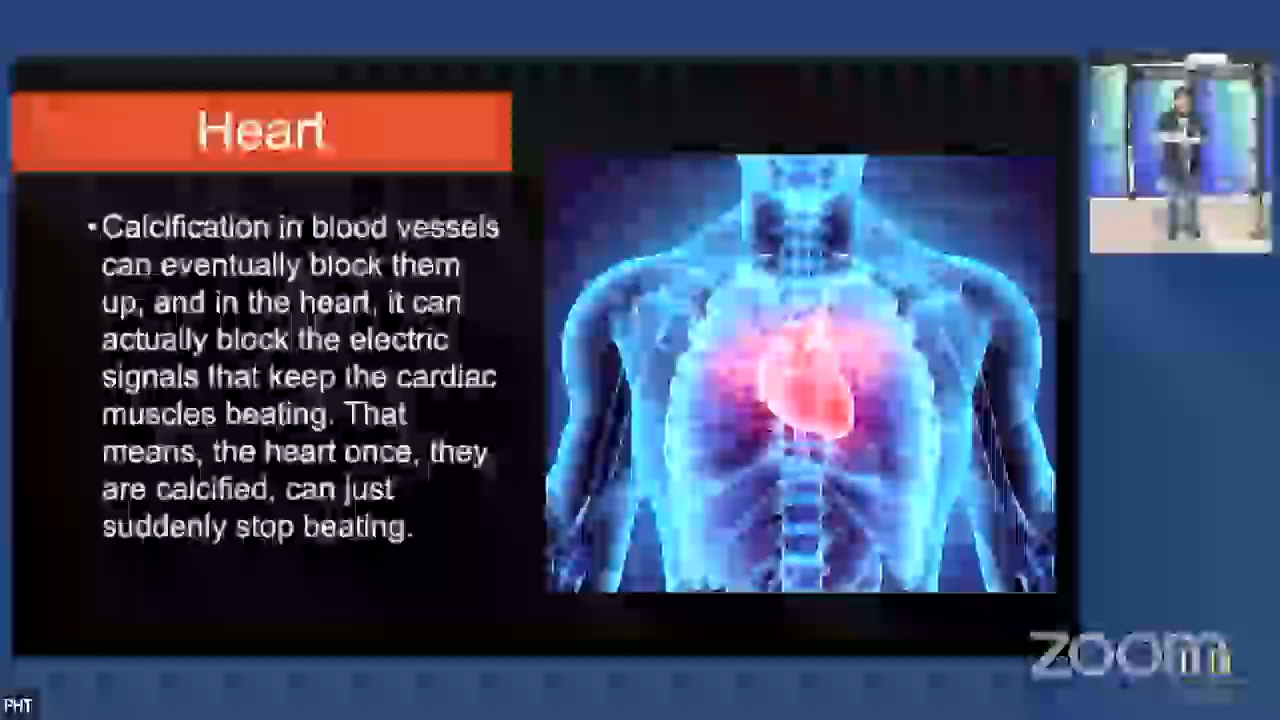 Heart
• Calcification in blood vessels
can eventually block them
up, and in the heart, it can
actually block the electric
signals that keep the cardiac
muscles beating. That
means, the heart once, they
are calcified, can just
suddenly stop beating.
zoom
PHT